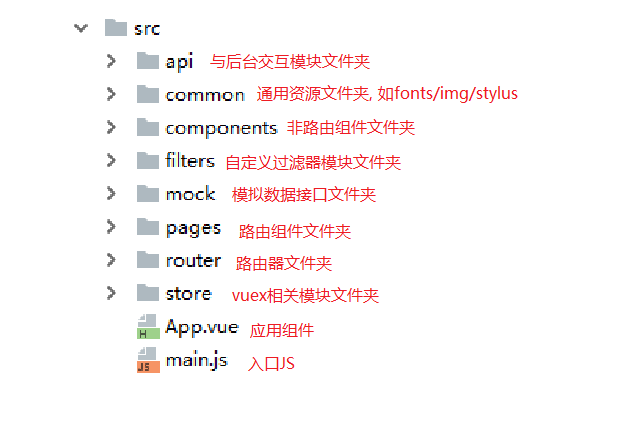 src
api 与后台交互模块文件夹
common 通用资源文件夹, 如fonts/img/stylus
components 非路由组件文件夹
filters 自定义过滤器模块文件夹
mock 模拟数据接口文件夹
pages 路由组件文件夹
router 路由器文件夹
store vuex相关模块文件夹
H App.vue 应用组件
JS main.js 入口JS